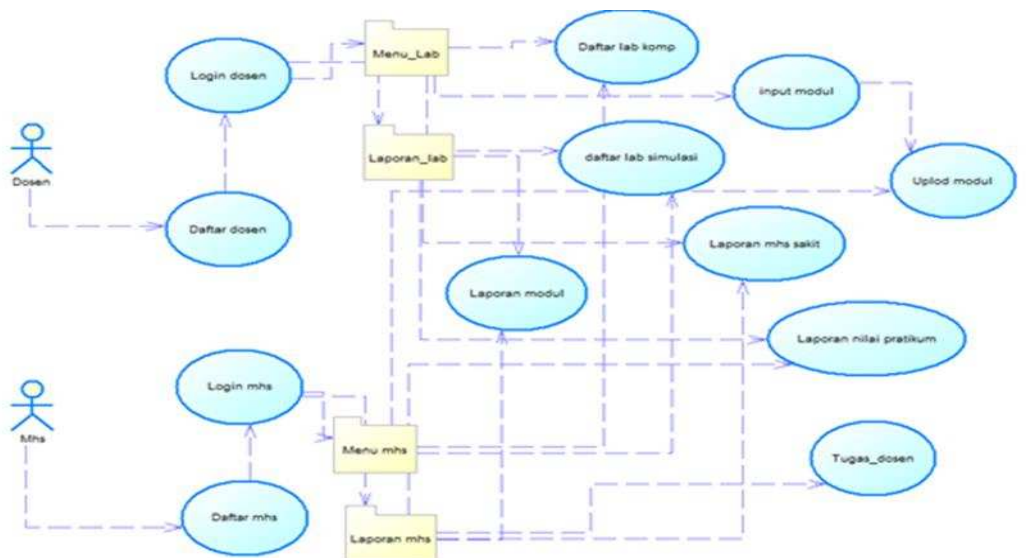 Daftar lab komp
Menu_Lab
Login dosen
input modul
Laporan_lab
daftar lab simulasi
Dosen
Uplod modul
Daftar dosen
Laporan mhs sakit
Laporan modul
Laporan nilai pratikum
Login mhs
Mhs
Menu mhs
Tugas_dosen
Daftar mhs
Laporan mhs